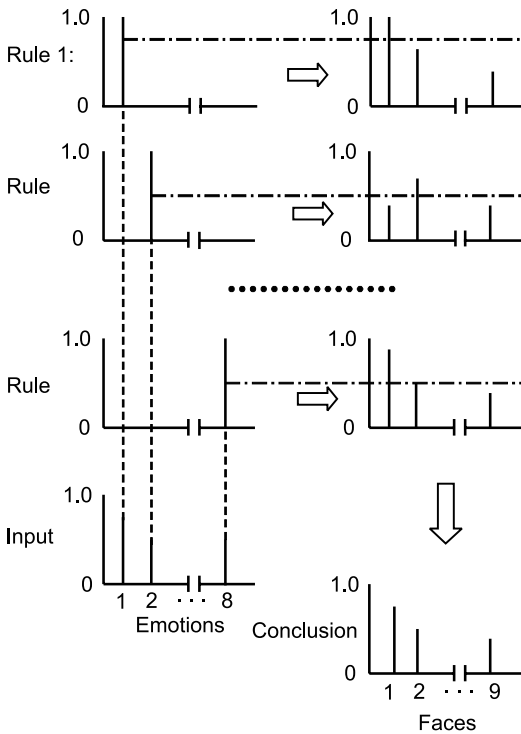 1.0 1.0
Rule 1:
0 0
1.0 1.0
Rule
0 0
1.0 1.0
Rule
0 0
1.0
Input
0
1 2 · · · · 8
Emotions
1.0
Conclusion
0
1 2 · · · · 9
Faces